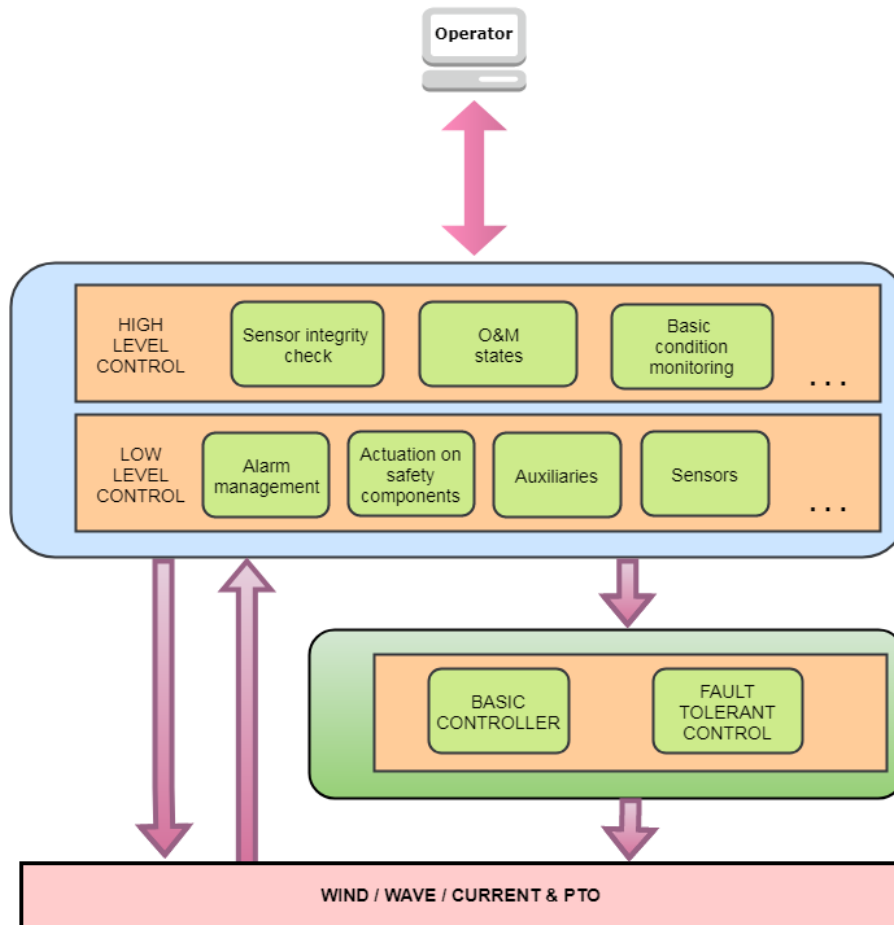 Operator
HIGH
LEVEL
CONTROL
Sensor integrity
check
O&M
states
Basic
condition
monitoring
...
LOW
LEVEL
CONTROL
Alarm
management
Actuation on
safety
components
Auxiliaries
Sensors
...
BASIC
CONTROLLER
FAULT
TOLERANT
CONTROL
WIND / WAVE / CURRENT & PTO